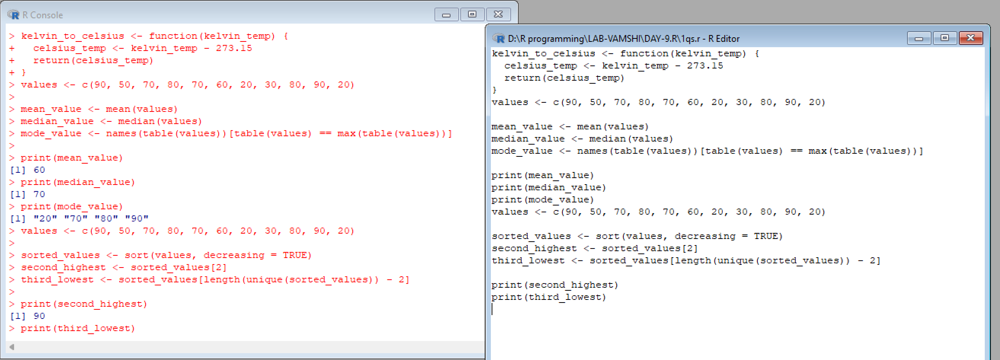 R Console
> kelvin_to_celsius <- function(kelvin_temp) {
+   celsius_temp <- kelvin_temp - 273.15
+   return(celsius_temp)
+ }
> values <- c(90, 50, 70, 80, 70, 60, 20, 30, 80, 90, 20)
>
> mean_value <- mean(values)
> median_value <- median(values)
> mode_value <- names(table(values))[table(values) == max(table(values))]
>
> print(mean_value)
[1] 60
> print(median_value)
[1] 70
> print(mode_value)
[1] "20" "70" "80" "90"
> values <- c(90, 50, 70, 80, 70, 60, 20, 30, 80, 90, 20)
>
> sorted_values <- sort(values, decreasing = TRUE)
> second_highest <- sorted_values[2]
> third_lowest <- sorted_values[length(unique(sorted_values)) - 2]
>
> print(second_highest)
[1] 90
> print(third_lowest)
D:\R programming\LAB-VAMSHI\DAY-9.R\1qs.r - R Editor
kelvin_to_celsius <- function(kelvin_temp) {
  celsius_temp <- kelvin_temp - 273.15
  return(celsius_temp)
}
values <- c(90, 50, 70, 80, 70, 60, 20, 30, 80, 90, 20)
mean_value <- mean(values)
median_value <- median(values)
mode_value <- names(table(values))[table(values) == max(table(values))]
print(mean_value)
print(median_value)
print(mode_value)
values <- c(90, 50, 70, 80, 70, 60, 20, 30, 80, 90, 20)
sorted_values <- sort(values, decreasing = TRUE)
second_highest <- sorted_values[2]
third_lowest <- sorted_values[length(unique(sorted_values)) - 2]
print(second_highest)
print(third_lowest)